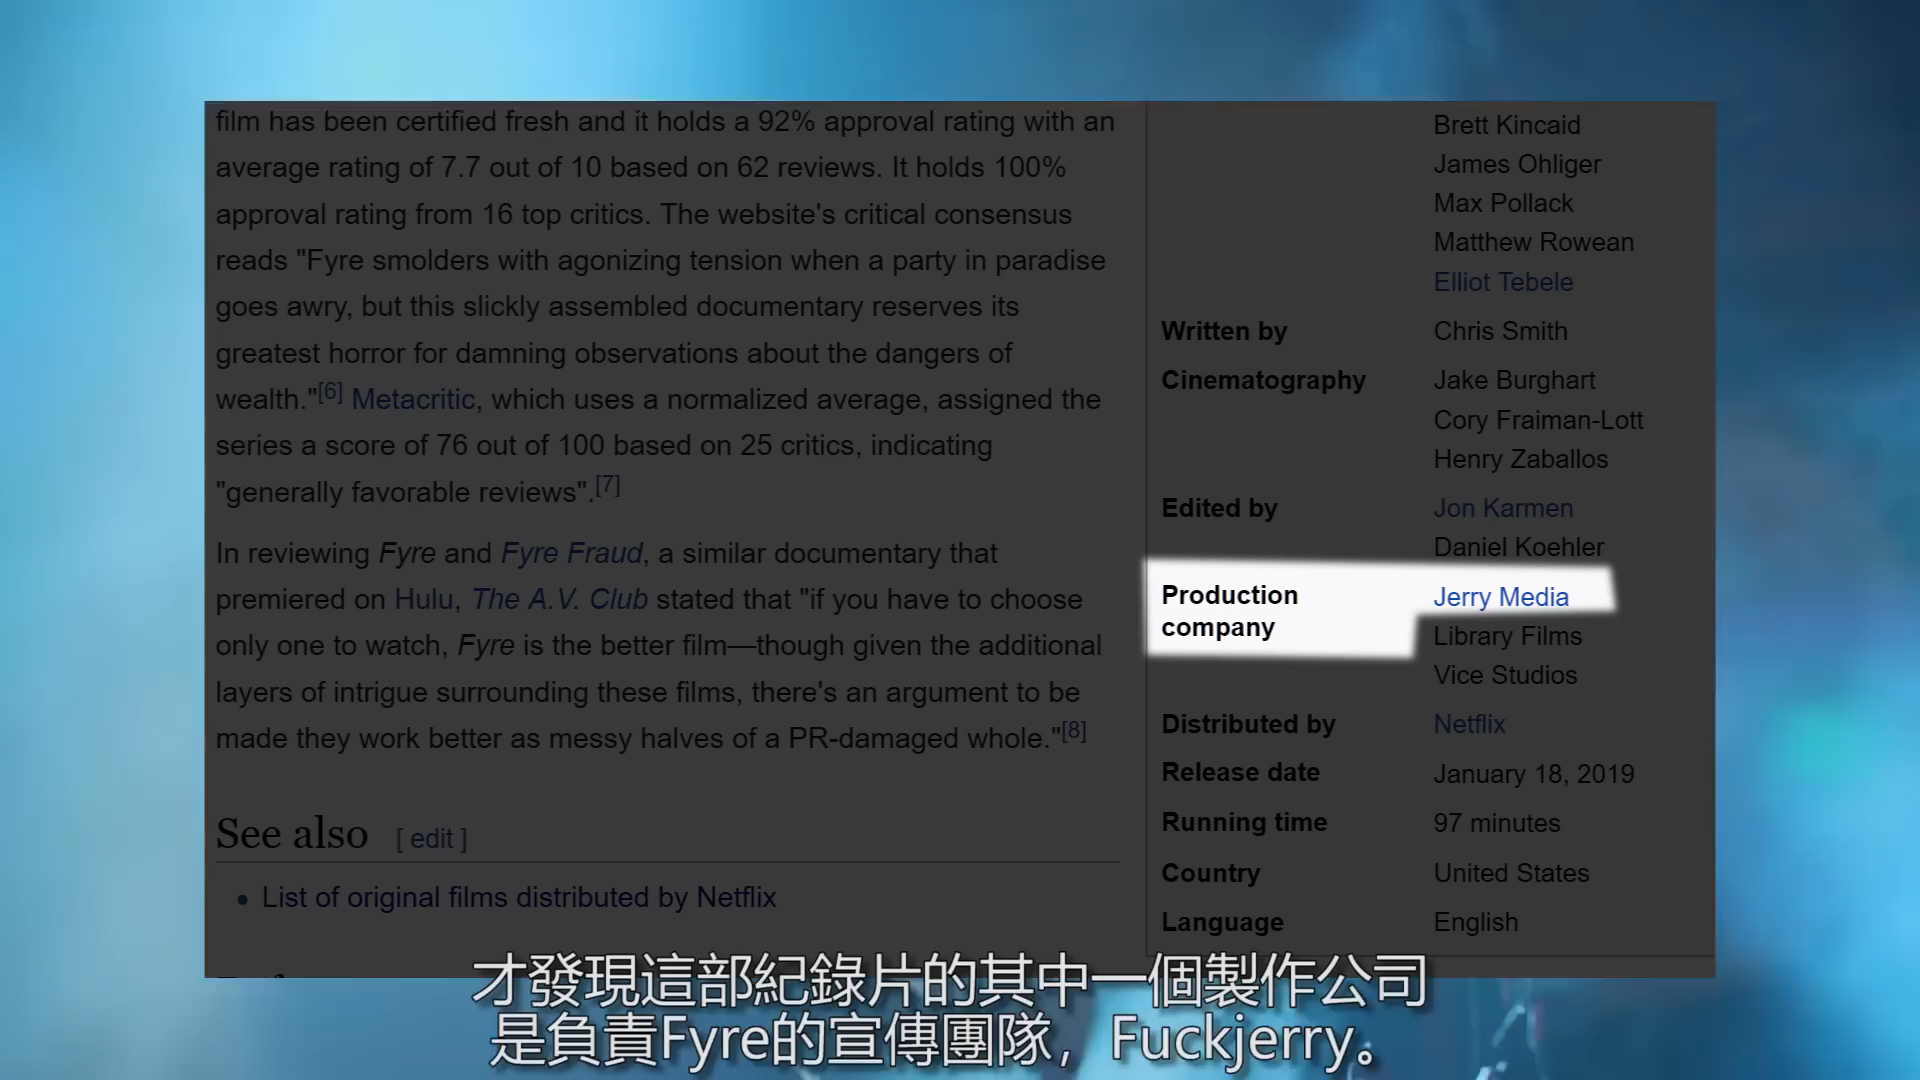 film has been certified fresh and it holds a 92% approval rating with an
average rating of 7.7 out of 10 based on 62 reviews. It holds 100%
approval rating from 16 top critics. The website's critical consensus
reads "Fyre smolders with agonizing tension when a party in paradise
goes awry, but this slickly assembled documentary reserves its
greatest horror for damning observations about the dangers of
wealth."[6] Metacritic, which uses a normalized average, assigned the
series a score of 76 out of 100 based on 25 critics, indicating
"generally favorable reviews".[7]
In reviewing Fyre and Fyre Fraud, a similar documentary that
premiered on Hulu, The A.V. Club stated that "if you have to choose
only one to watch, Fyre is the better film—though given the additional
layers of intrigue surrounding these films, there's an argument to be
made they work better as messy halves of a PR-damaged whole."[8]
See also [ edit ]
• List of original films distributed by Netflix
Brett Kincaid
James Ohliger
Max Pollack
Matthew Rowean
Elliot Tebele
Written by Chris Smith
Cinematography Jake Burghart
Cory Fraiman-Lott
Henry Zaballos
Edited by Jon Karmen
Daniel Koehler
Production Jerry Media
company Library Films
Vice Studios
Distributed by Netflix
Release date January 18, 2019
Running time 97 minutes
Country United States
Language English
才發現這部紀錄片的其中一個製作公司
是負責Fyre的宣傳團隊，Fuckjerry。